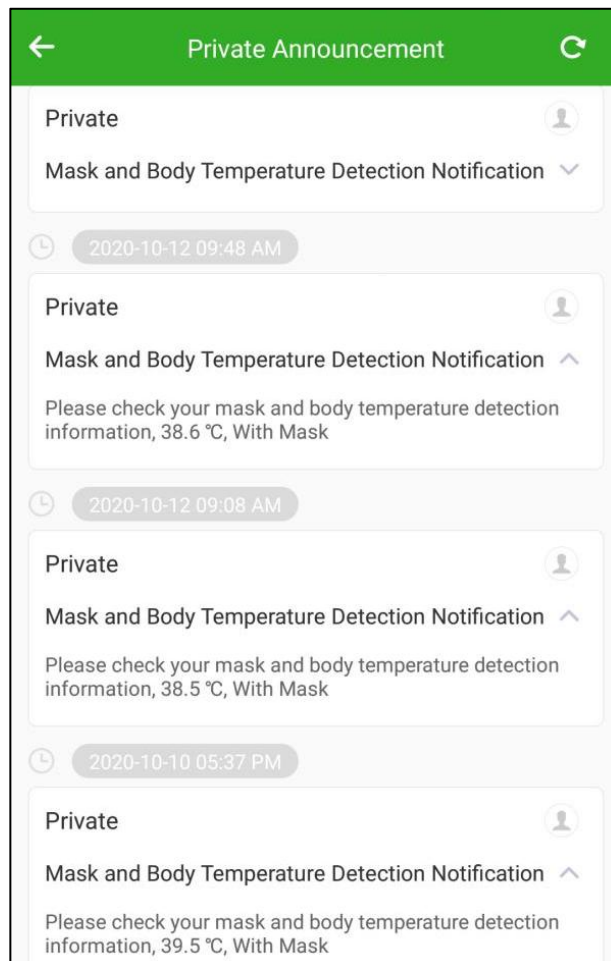 Private Announcement
Private
Mask and Body Temperature Detection Notification
2020-10-12 09:48 AM
Private
Mask and Body Temperature Detection Notification
Please check your mask and body temperature detection
information, 38.6 ℃, With Mask
2020-10-12 09:08 AM
Private
Mask and Body Temperature Detection Notification
Please check your mask and body temperature detection
information, 38.5 ℃, With Mask
2020-10-10 05:37 PM
Private
Mask and Body Temperature Detection Notification
Please check your mask and body temperature detection
information, 39.5 ℃, With Mask